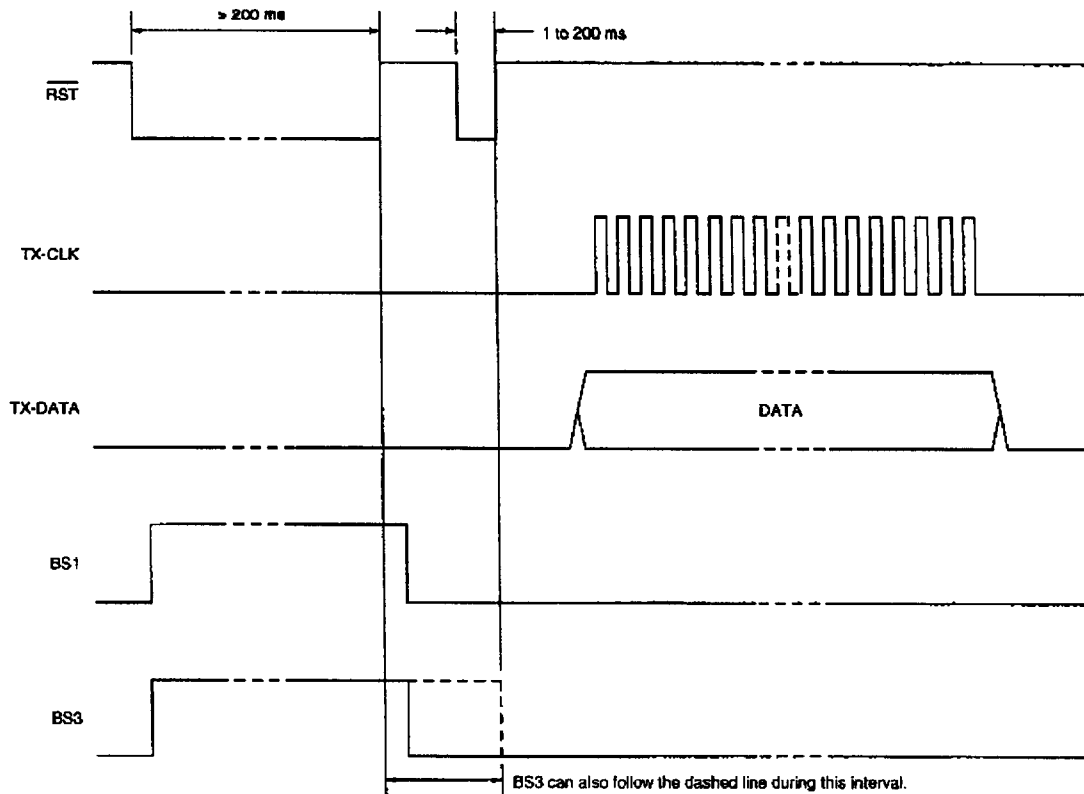 > 200 ms
1 to 200 ms
RST
TX-CLK
TX-DATA
DATA
BS1
BS3
BS3 can also follow the dashed line during this interval.